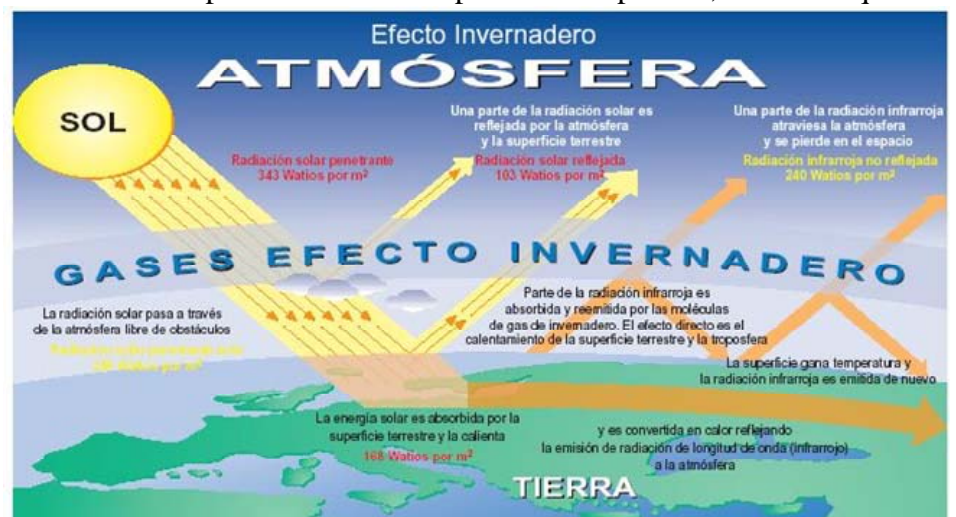 Efecto Invernadero
ATMÓSFERA
SOL
Una parte de la radiación solar es
reflejada por la atmósfera
y la superficie terrestre
Una parte de la radiación infrarroja
atraviesa la atmósfera
y se pierde en el espacio
Radiación solar penetrante
343 Watios por m²
Radiación solar reflejada
103 Watios por m²
Radiación infrarroja no reflejada
240 Watios por m²
GASES EFECTO INVERNADERO
La radiación solar pasa a través
de la atmósfera libre de obstáculos
Radiación solar penetrante
Watios por m²
Parte de la radiación infrarroja es
absorbida y reemitida por las moléculas
de gas de invernadero. El efecto directo es el
calentamiento de la superficie terrestre y la troposfera
La superficie gana temperatura y
la radiación infrarroja es emitida de nuevo
La energía solar es absorbida por la
superficie terrestre y la calienta
168 Watios por m²
y es convertida en calor reflejando
la emisión de radiación de longitud de onda (infrarrojo)
a la atmósfera
TIERRA